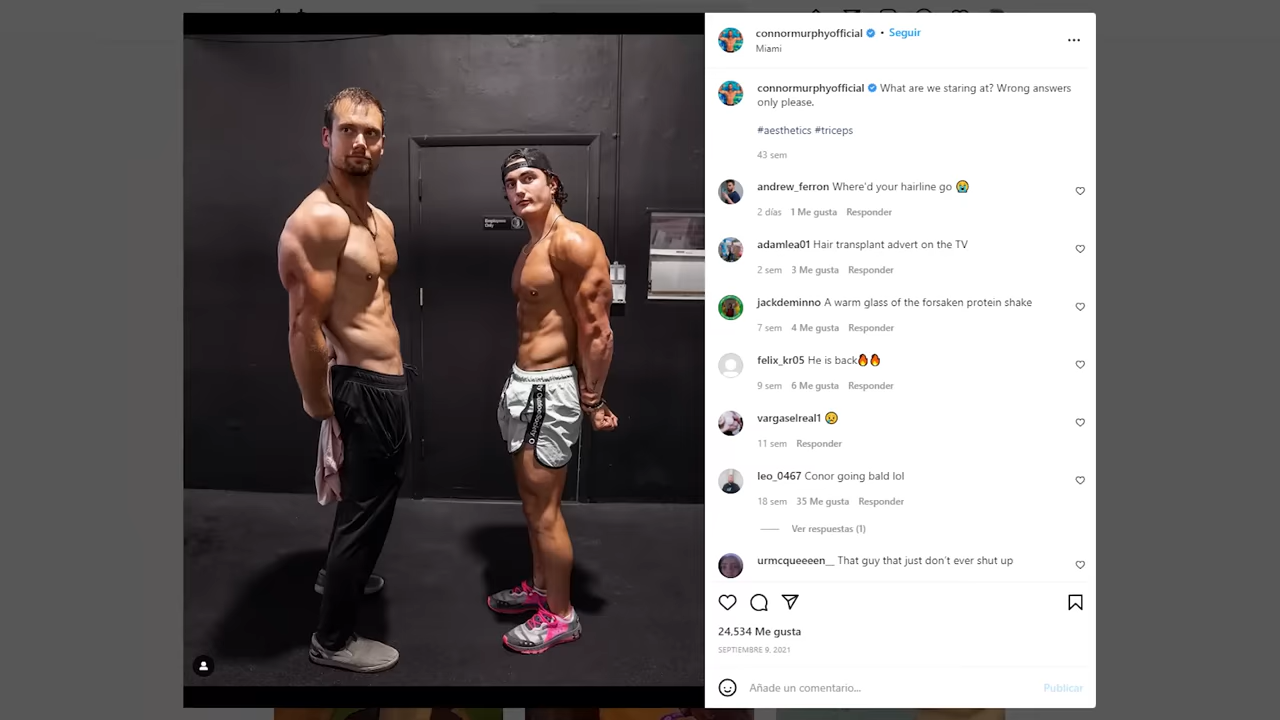 connormurphyofficial • Seguir
Miami
connormurphyofficial What are we staring at? Wrong answers
only please.
#aesthetics #triceps
43 sem
andrew_ferron Where'd your hairline go 😭
2 días 1 Me gusta Responder
adamlea01 Hair transplant advert on the TV
2 sem 3 Me gusta Responder
jackdeminno A warm glass of the forsaken protein shake
7 sem 4 Me gusta Responder
felix_kr05 He is back🔥🔥
9 sem 6 Me gusta Responder
vargaselreal1 😥
11 sem Responder
leo_0467 Conor going bald lol
18 sem 35 Me gusta Responder
Ver respuestas (1)
urmcqueeeen__ That guy that just don't ever shut up
24,534 Me gusta
SEPTIEMBRE 9, 2021
Añade un comentario...
Publicar
Employees
Only